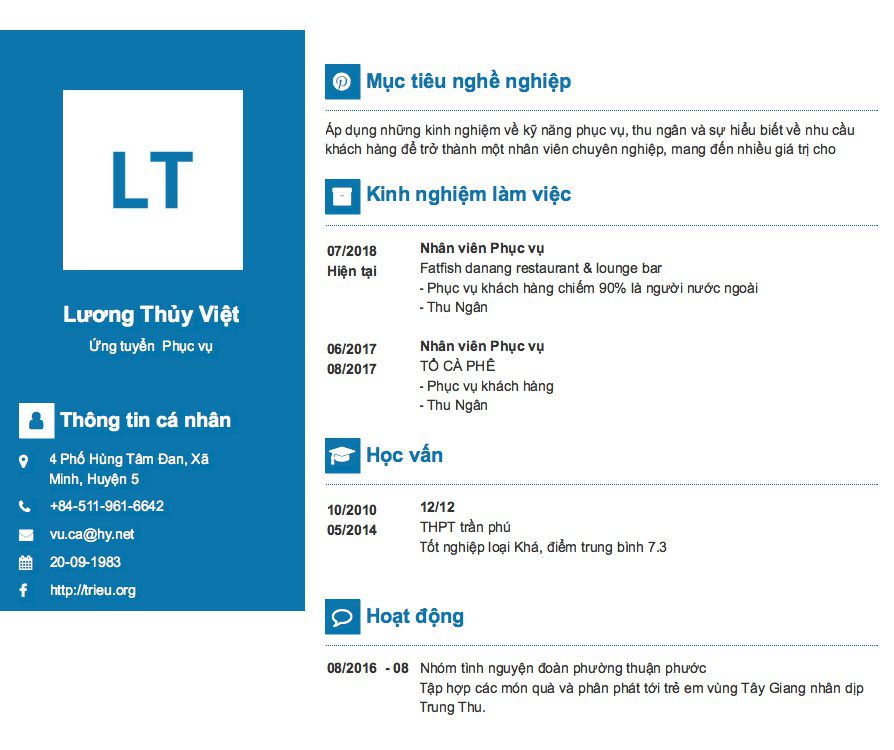 LT
Lương Thủy Việt
Ứng tuyển Phục vụ
Thông tin cá nhân
4 Phố Hùng Tâm Đan, Xã
Minh, Huyện 5
+84-511-961-6642
vu.ca@hy.net
20-09-1983
http://trieu.org
Mục tiêu nghề nghiệp
Áp dụng những kinh nghiệm về kỹ năng phục vụ, thu ngân và sự hiểu biết về nhu cầu
khách hàng để trở thành một nhân viên chuyên nghiệp, mang đến nhiều giá trị cho
Kinh nghiệm làm việc
07/2018
Hiện tại
Nhân viên Phục vụ
Fatfish danang restaurant & lounge bar
- Phục vụ khách hàng chiếm 90% là người nước ngoài
- Thu Ngân
06/2017
08/2017
Nhân viên Phục vụ
TỔ CÀ PHÊ
- Phục vụ khách hàng
- Thu Ngân
Học vấn
10/2010
05/2014
12/12
THPT trần phú
Tốt nghiệp loại Khá, điểm trung bình 7.3
Hoạt động
08/2016 - 08
Nhóm tình nguyện đoàn phường thuận phước
Tập hợp các món quà và phân phát tới trẻ em vùng Tây Giang nhân dịp
Trung Thu.